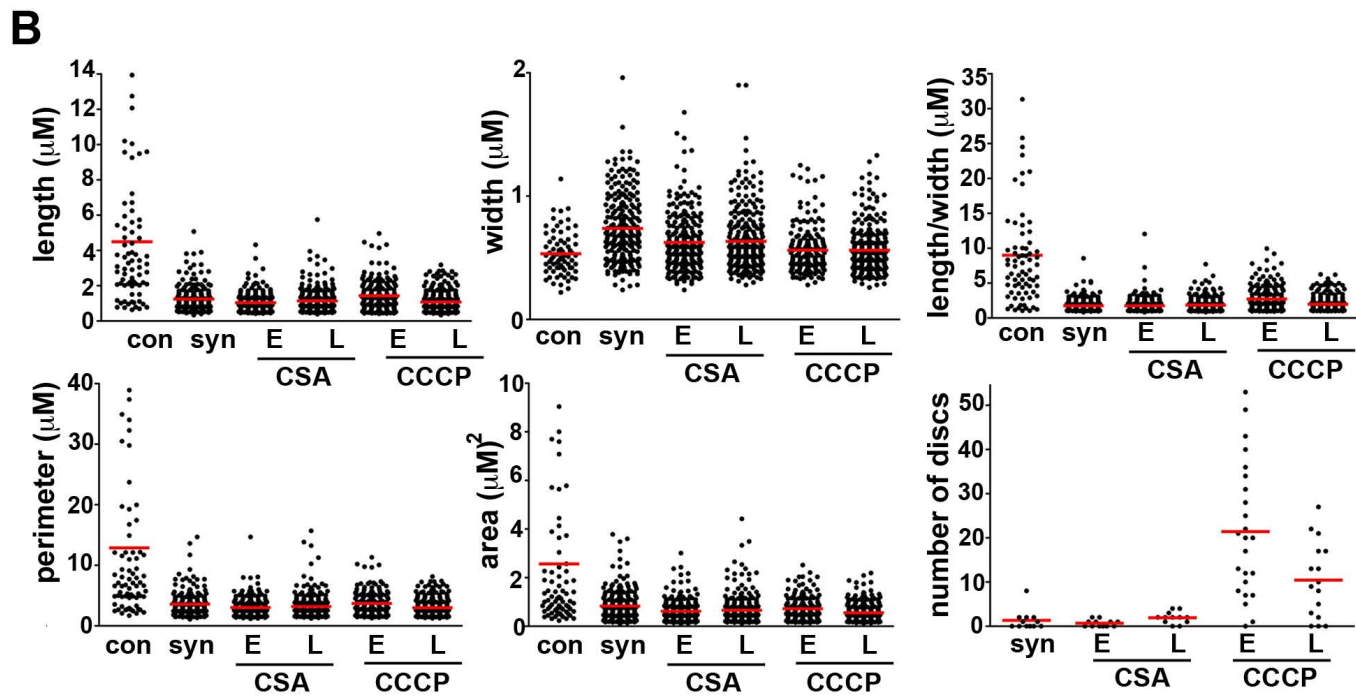 B
length (μM)
14
12
10
8
6
4
2
0
con syn E L E L
CSA CCCP
width (μM)
2
1
0
con syn E L E L
CSA CCCP
length/width (μM)
35
30
25
20
15
10
5
0
con syn E L E L
CSA CCCP
perimeter (μM)
40
30
20
10
0
con syn E L E L
CSA CCCP
area (μM)²
10
8
6
4
2
0
con syn E L E L
CSA CCCP
number of discs
50
40
30
20
10
0
syn E L E L
CSA CCCP